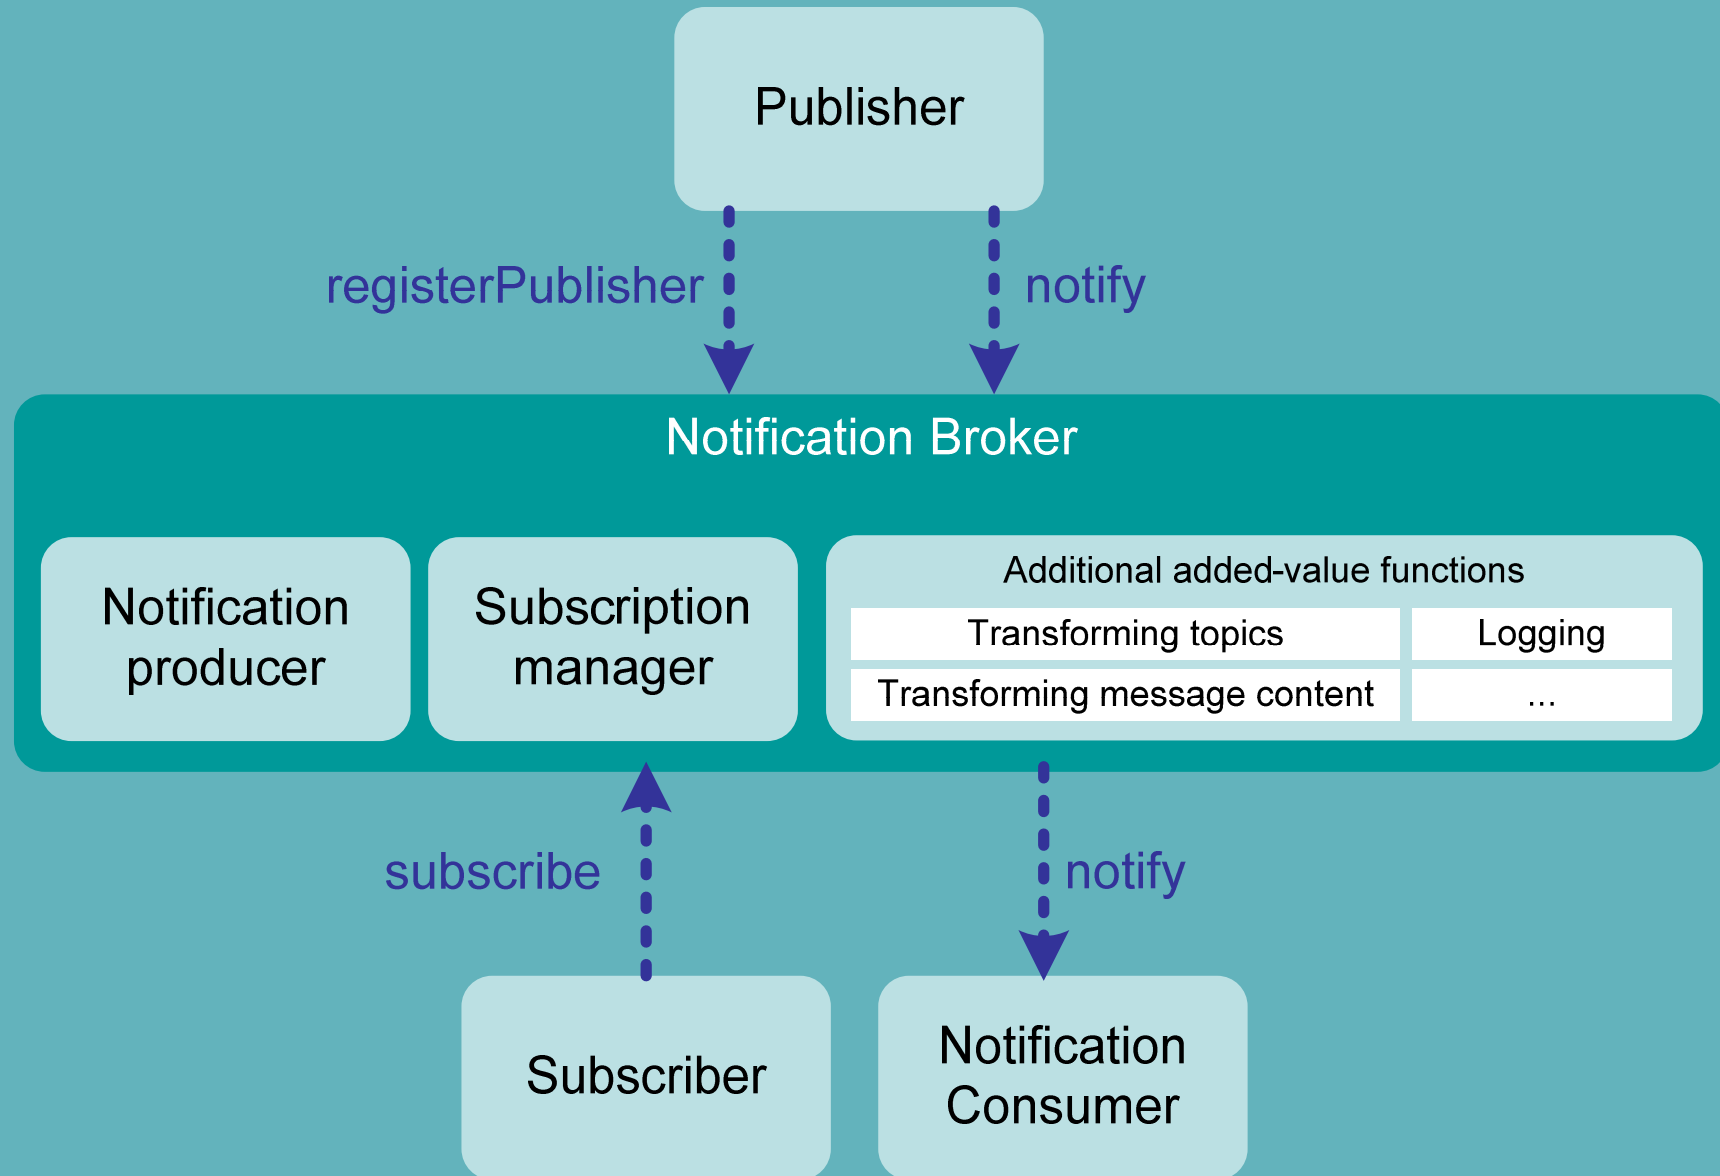 Publisher
registerPublisher
notify
Notification Broker
Notification
producer
Subscription
manager
Additional added-value functions
Transforming topics
Logging
Transforming message content
...
subscribe
notify
Subscriber
Notification
Consumer